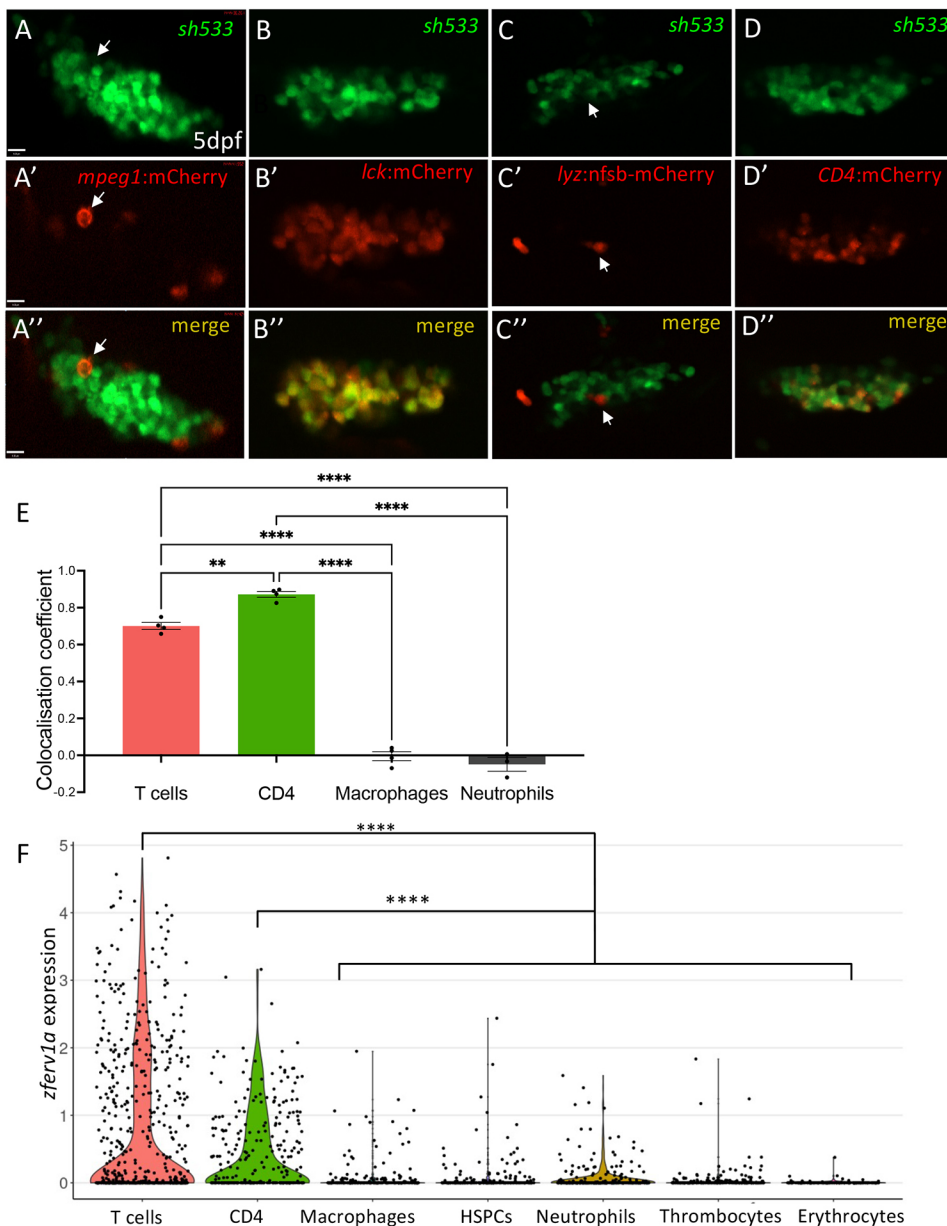 A
sh533
5dpf
B
sh533
C
sh533
D
sh533
A'
mpeg1:mCherry
B'
lck:mCherry
C'
lyz:nfsb-mCherry
D'
CD4:mCherry
A''
merge
B''
merge
C''
merge
D''
merge
E
****
****
****
** ****
Colocalisation coefficient
1.0
0.8
0.6
0.4
0.2
0.0
-0.2
T cells CD4 Macrophages Neutrophils
F
****
****
zferv1a expression
5
4
3
2
1
0
T cells CD4 Macrophages HSPCs Neutrophils Thrombocytes Erythrocytes